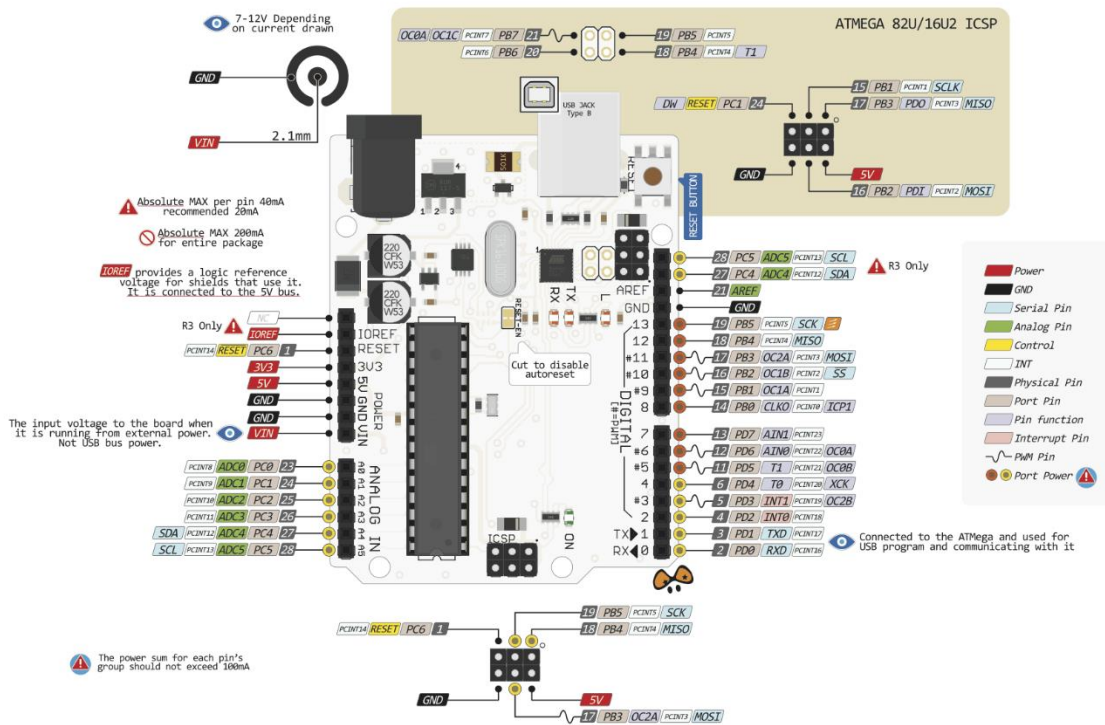 7-12V Depending
on current drawn
GND
VIN
2.1mm
ATMEGA 82U/16U2 ICSP
OC0A OC1C PCINT7 PB7 21
19 PB5 PCINT5
PCINT6 PB6 20
18 PB4 PCINT4 T1
15 PB1 PCINT1 SCLK
DW RESET PC1 24
17 PB3 PDO PCINT3 MISO
GND
5V
16 PB2 PDI PCINT2 MOSI
USB JACK
Type B
RESET
RESET BUTTON
501K
1 2 3
Absolute MAX per pin 40mA
recommended 20mA
Absolute MAX 200mA
for entire package
IOREF provides a logic reference
voltage for shields that use it.
It is connected to the 5V bus.
220
CFK
W53
220
CFK
W53
RESET-EN
RX
TX
L
1
Cut to disable
autoreset
NC
R3 Only
IOREF
PCINT14 RESET PC6 1
3V3
5V
GND
GND
VIN
The input voltage to the board when
it is running from external power.
Not USB bus power.
IOREF
RESET
3V3
5V
GND
VIN
POWER
PCINT8 ADC0 PC0 23
PCINT9 ADC1 PC1 24
PCINT10 ADC2 PC2 25
PCINT11 ADC3 PC3 26
SDA PCINT12 ADC4 PC4 27
SCL PCINT13 ADC5 PC5 28
A0
A1
A2
A3
A4
A5
ANALOG IN
ICSP
ON
AREF
GND
13
12
#11
#10
#9
8
7
#6
#5
4
#3
2
TX 1
RX 0
DIGITAL
[#=PWM]
28 PC5 ADC5 PCINT13 SCL
27 PC4 ADC4 PCINT12 SDA
R3 Only
21 AREF
GND
19 PB5 PCINT5 SCK
18 PB4 PCINT4 MISO
17 PB3 OC2A PCINT3 MOSI
16 PB2 OC1B PCINT2 SS
15 PB1 OC1A PCINT1
14 PB0 CLKO PCINT0 ICP1
13 PD7 AIN1 PCINT23
12 PD6 AIN0 PCINT22 OC0A
11 PD5 T1 PCINT21 OC0B
6 PD4 T0 PCINT20 XCK
5 PD3 INT1 PCINT19 OC2B
4 PD2 INT0 PCINT18
3 PD1 TXD PCINT17
2 PD0 RXD PCINT16
Connected to the ATMega and used for
USB program and communicating with it
Power
GND
Serial Pin
Analog Pin
Control
INT
Physical Pin
Port Pin
Pin function
Interrupt Pin
PWM Pin
Port Power
19 PB5 PCINT5 SCK
PCINT14 RESET PC6 1
18 PB4 PCINT4 MISO
GND
5V
17 PB3 OC2A PCINT3 MOSI
The power sum for each pin's
group should not exceed 100mA